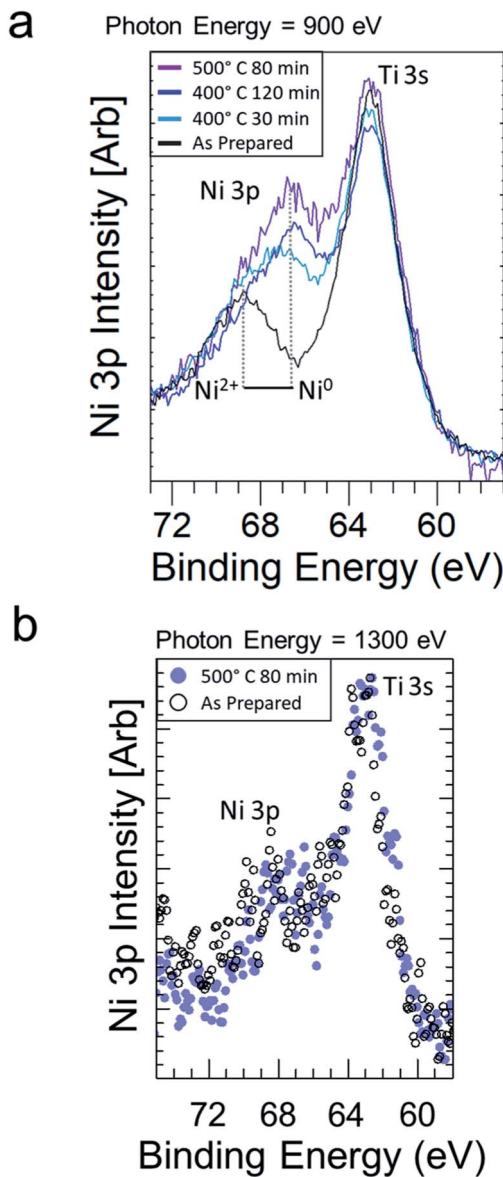 a
Photon Energy = 900 eV
500° C 80 min
400° C 120 min
400° C 30 min
As Prepared
Ti 3s
Ni 3p
Ni²⁺
Ni⁰
Ni 3p Intensity [Arb]
72 68 64 60
Binding Energy (eV)
b
Photon Energy = 1300 eV
500° C 80 min
As Prepared
Ti 3s
Ni 3p
Ni 3p Intensity [Arb]
72 68 64 60
Binding Energy (eV)